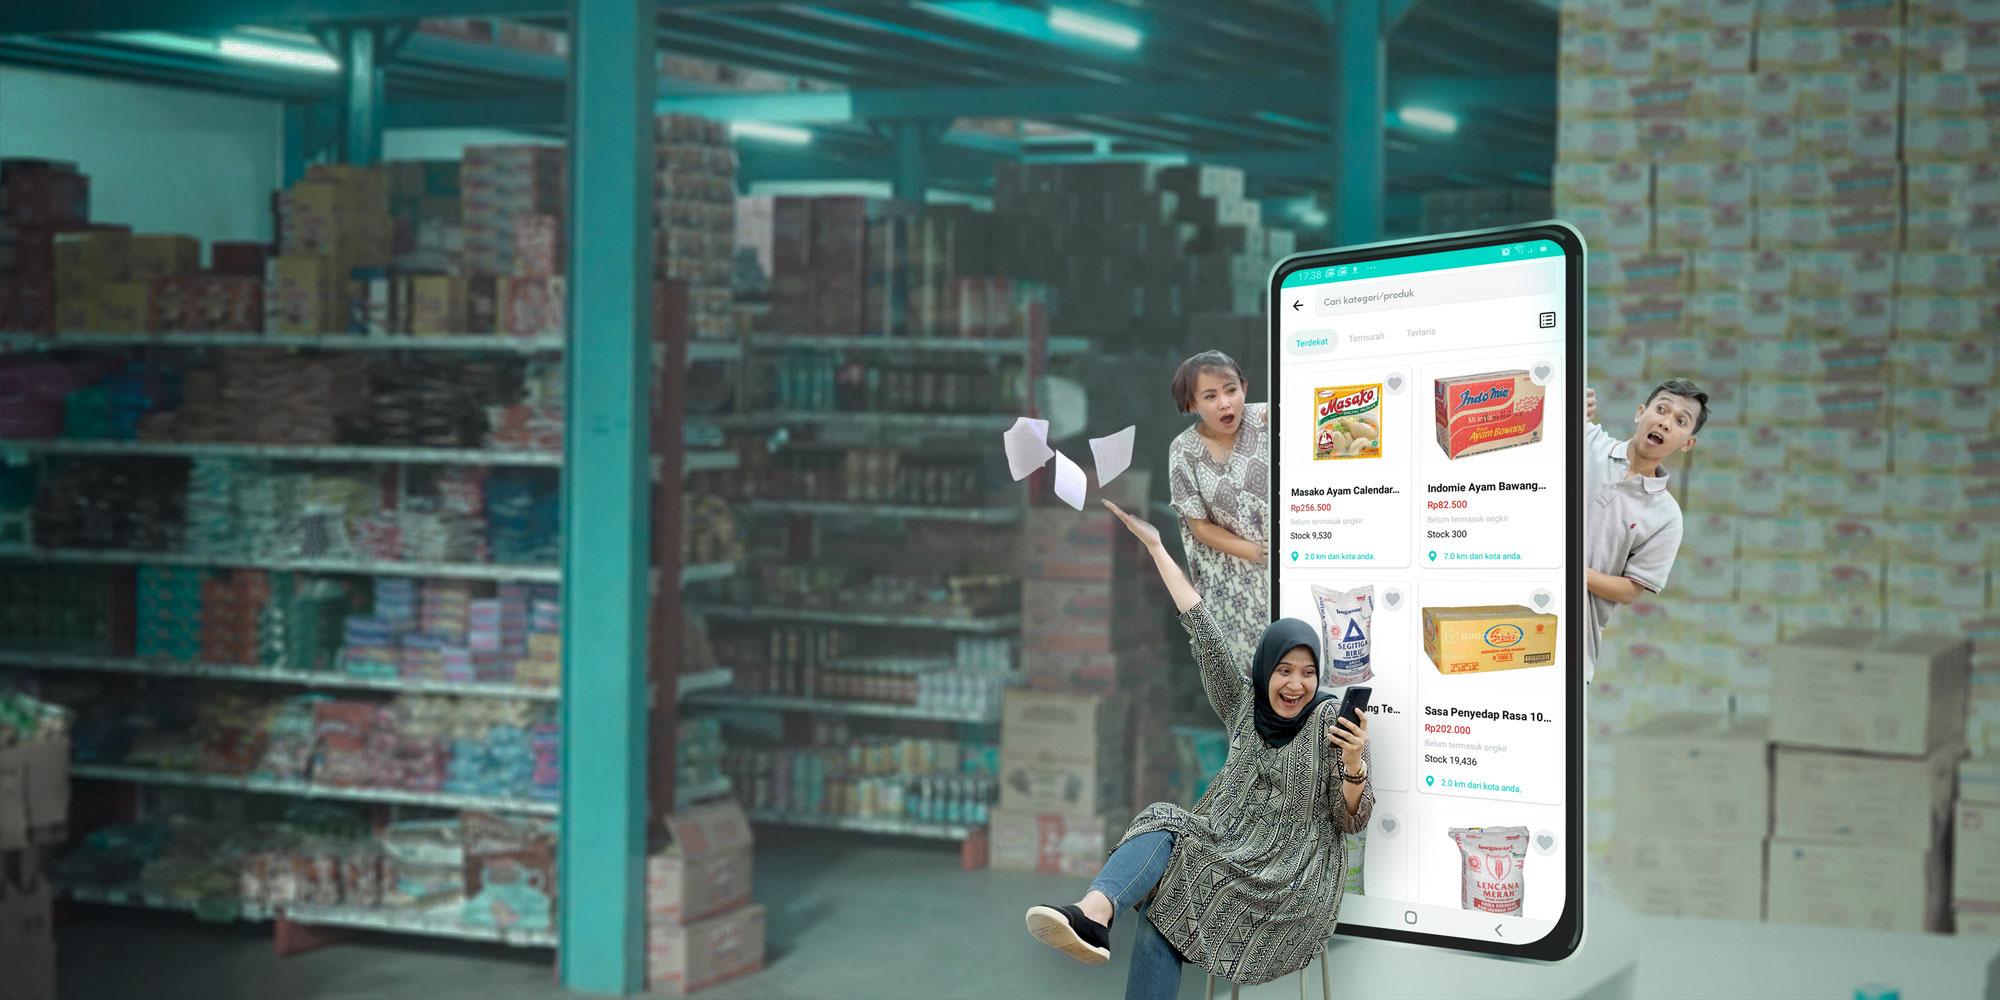 17.38
Cari kategori/produk
Terdekat
Termurah
Terlaris
Masako
Masako Ayam Calendar...
Rp256.500
Belum termasuk ongkir
Stock 9,530
2.0 km dari kota anda.
Indomie
Ayam Bawang
Indomie Ayam Bawang...
Rp82.500
Belum termasuk ongkir
Stock 300
7.0 km dari kota anda.
bogasari
SEGITIGA
BIRU
ng Te...
Sasa
Sasa Penyedap Rasa 10...
Rp202.000
Belum termasuk ongkir
Stock 19,436
2.0 km dari kota anda.
bogasari
LENCANA
MERAH